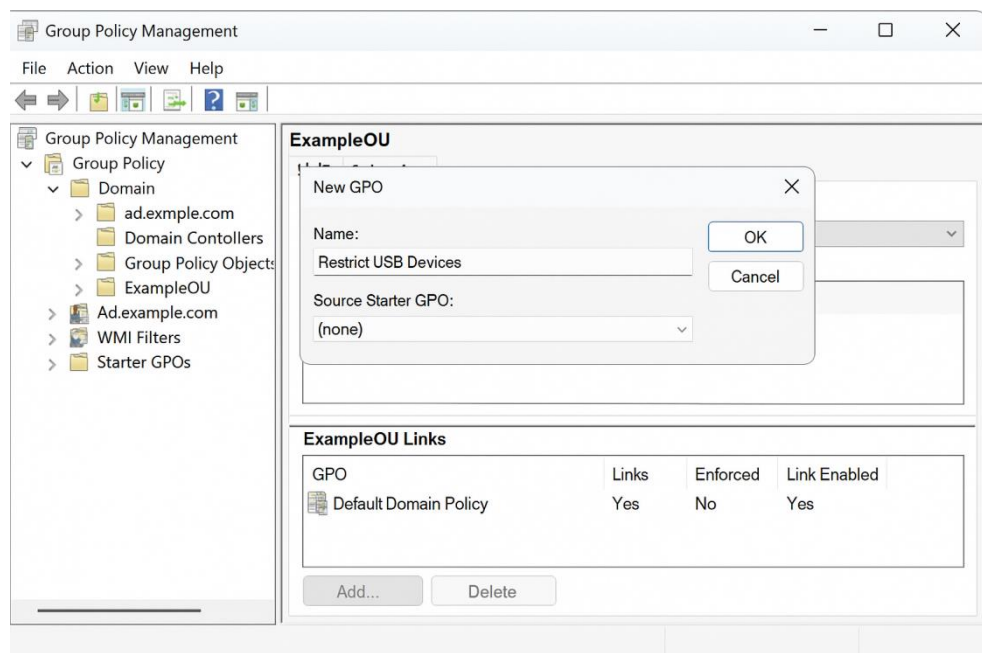 Group Policy Management
File Action View Help
Group Policy Management
Group Policy
Domain
ad.exmple.com
Domain Contollers
Group Policy Objects
ExampleOU
Ad.example.com
WMI Filters
Starter GPOs
ExampleOU
New GPO
Name:
Restrict USB Devices
Source Starter GPO:
(none)
OK
Cancel
ExampleOU Links
GPO Links Enforced Link Enabled
Default Domain Policy Yes No Yes
Add... Delete